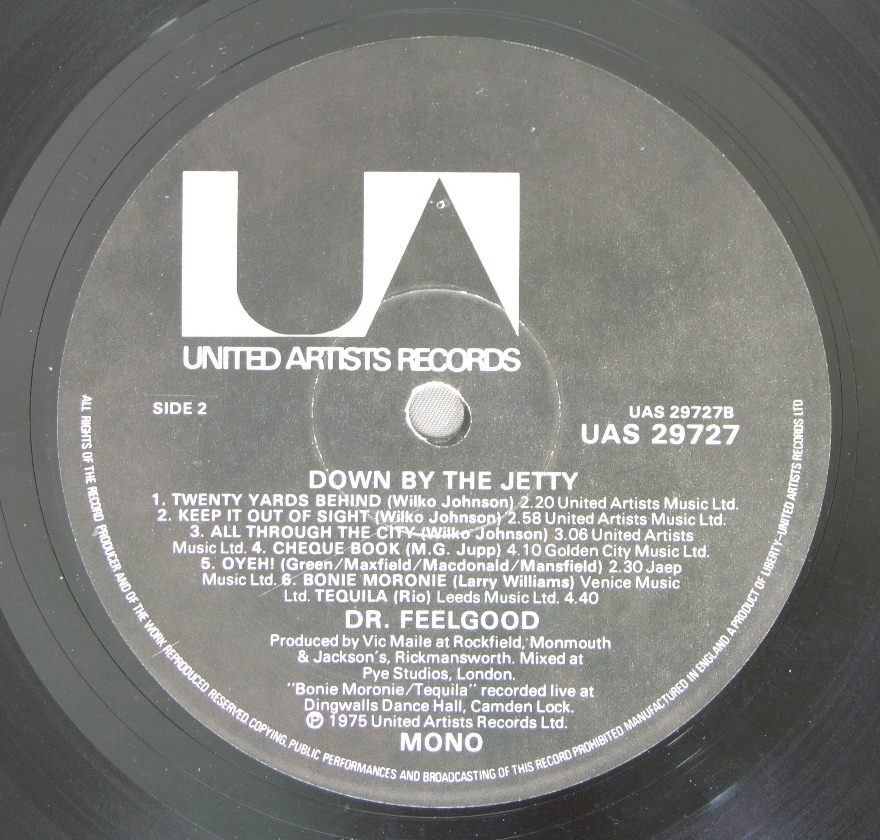 UA
UNITED ARTISTS RECORDS
SIDE 2
UAS 29727B
UAS 29727
DOWN BY THE JETTY
1. TWENTY YARDS BEHIND (Wilko Johnson) 2.20 United Artists Music Ltd.
2. KEEP IT OUT OF SIGHT (Wilko Johnson) 2.58 United Artists Music Ltd.
3. ALL THROUGH THE CITY (Wilko Johnson) 3.06 United Artists
Music Ltd. 4. CHEQUE BOOK (M.G. Jupp) 4.10 Golden City Music Ltd.
5. OYEH! (Green/Maxfield/Macdonald/Mansfield) 2.30 Jaep
Music Ltd. 6. BONIE MORONIE (Larry Williams) Venice Music
Ltd. TEQUILA (Rio) Leeds Music Ltd. 4.40
DR. FEELGOOD
Produced by Vic Maile at Rockfield, Monmouth
& Jackson's, Rickmansworth. Mixed at
Pye Studios, London.
"Bonie Moronie/Tequila" recorded live at
Dingwalls Dance Hall, Camden Lock.
℗ 1975 United Artists Records Ltd.
MONO
ALL RIGHTS OF THE RECORD PRODUCER AND OF THE WORK REPRODUCED RESERVED. COPYING, PUBLIC PERFORMANCES AND BROADCASTING OF THIS RECORD PROHIBITED MANUFACTURED IN ENGLAND A PRODUCT OF LIBERTY-UNITED ARTISTS RECORDS LTD